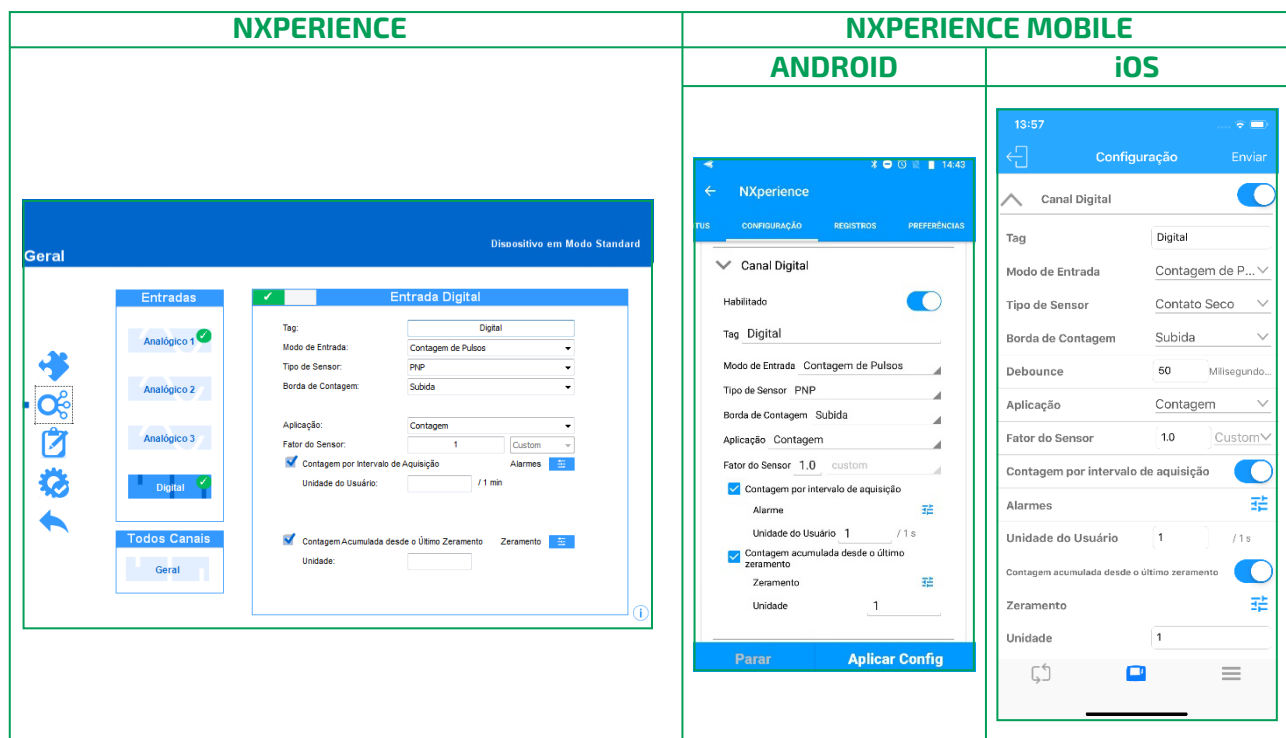 NXPERIENCE
NXPERIENCE MOBILE
ANDROID
iOS
Dispositivo em Modo Standard
Geral
Entradas
Analógico 1
Analógico 2
Analógico 3
Digital
Todos Canais
Geral
Entrada Digital
Tag: Digital
Modo de Entrada: Contagem de Pulsos
Tipo de Sensor: PNP
Borda de Contagem: Subida
Aplicação: Contagem
Fator do Sensor: 1 Custom
Contagem por Intervalo de Aquisição Alarmes
Unidade do Usuário: / 1 min
Contagem Acumulada desde o Último Zeramento Zeramento
Unidade:
14:43
NXperience
TUS CONFIGURAÇÃO REGISTROS PREFERÊNCIAS
Canal Digital
Habilitado
Tag Digital
Modo de Entrada Contagem de Pulsos
Tipo de Sensor PNP
Borda de Contagem Subida
Aplicação Contagem
Fator do Sensor 1.0 custom
Contagem por intervalo de aquisição
Alarme
Unidade do Usuário 1 / 1 s
Contagem acumulada desde o último
zeramento
Zeramento
Unidade 1
Parar Aplicar Config
13:57
Configuração Enviar
Canal Digital
Tag Digital
Modo de Entrada Contagem de P...
Tipo de Sensor Contato Seco
Borda de Contagem Subida
Debounce 50 Milisegundo...
Aplicação Contagem
Fator do Sensor 1.0 Custom
Contagem por intervalo de aquisição
Alarmes
Unidade do Usuário 1 / 1 s
Contagem acumulada desde o último zeramento
Zeramento
Unidade 1